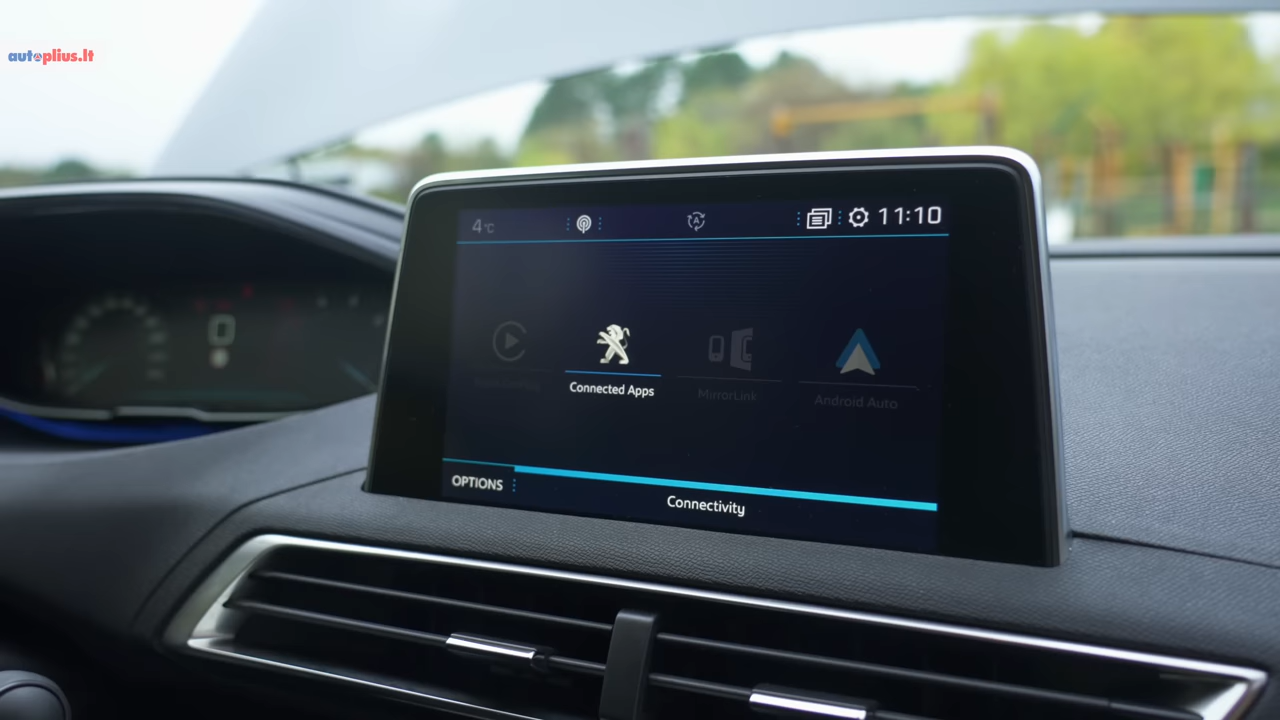 autoplius.lt
4°C
11:10
Connected Apps
MirrorLink
Android Auto
OPTIONS
Connectivity